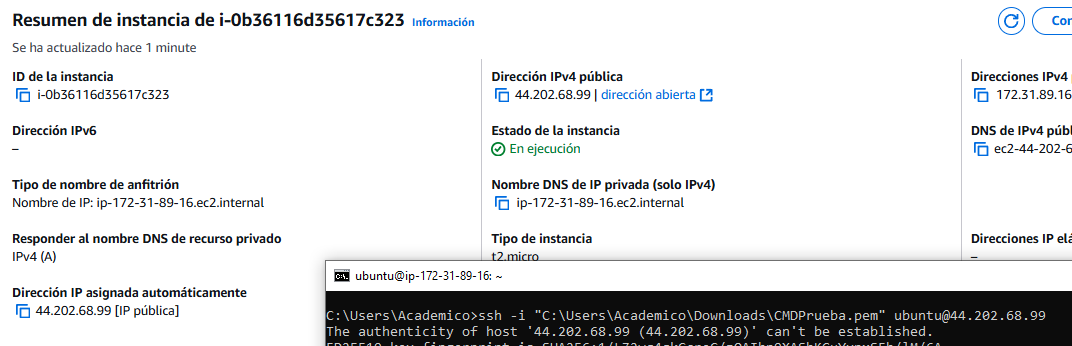 Resumen de instancia de i-0b36116d35617c323 Información
Se ha actualizado hace 1 minute
Con
ID de la instancia
i-0b36116d35617c323
Dirección IPv4 pública
44.202.68.99 | dirección abierta
Direcciones IPv4
172.31.89.16
Dirección IPv6
–
Estado de la instancia
En ejecución
DNS de IPv4 púb
ec2-44-202-6
Tipo de nombre de anfitrión
Nombre de IP: ip-172-31-89-16.ec2.internal
Nombre DNS de IP privada (solo IPv4)
ip-172-31-89-16.ec2.internal
Responder al nombre DNS de recurso privado
IPv4 (A)
Tipo de instancia
t2.micro
Direcciones IP elá
–
Dirección IP asignada automáticamente
44.202.68.99 [IP pública]
ubuntu@ip-172-31-89-16: ~
C:\Users\Academico>ssh -i "C:\Users\Academico\Downloads\CMDPrueba.pem" ubuntu@44.202.68.99
The authenticity of host '44.202.68.99 (44.202.68.99)' can't be established.